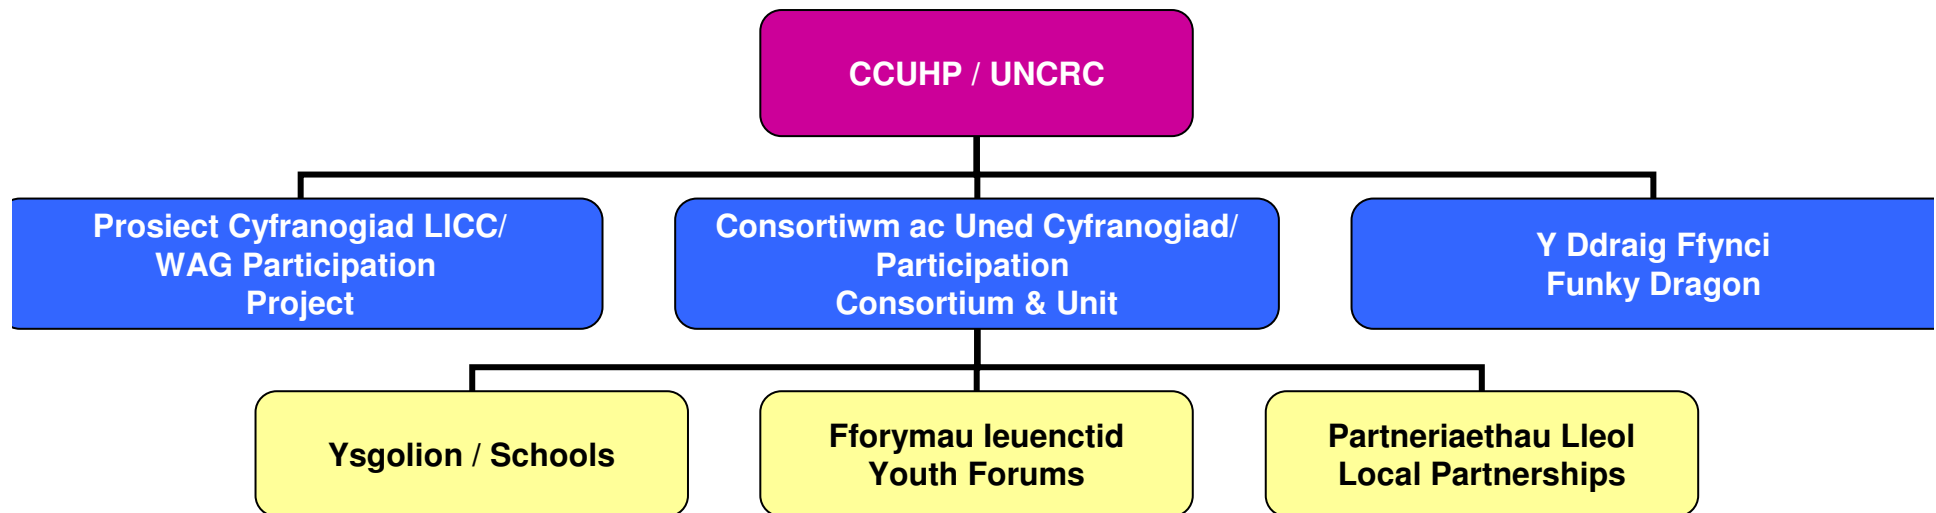 CCUHP / UNCRC
Prosiect Cyfranogiad LICC/
WAG Participation
Project
Consortiwm ac Uned Cyfranogiad/
Participation
Consortium & Unit
Y Ddraig Ffynci
Funky Dragon
Ysgolion / Schools
Fforymau Ieuenctid
Youth Forums
Partneriaethau Lleol
Local Partnerships